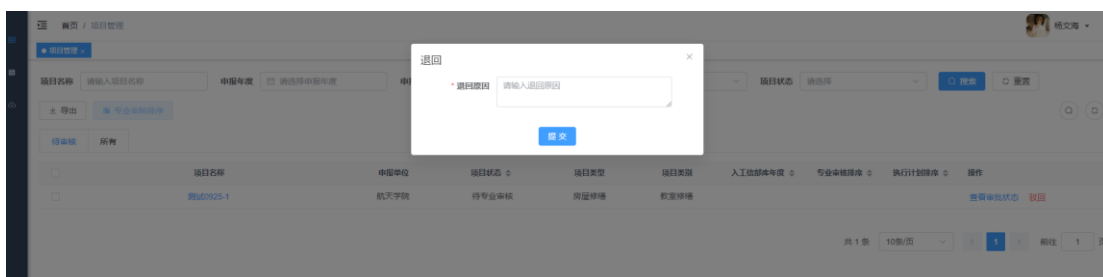 首页 / 项目管理
杨文海
项目管理 ×
退回
项目名称 请输入项目名称
申报年度 请选择申报年度
* 退回原因 请输入退回原因
项目状态 请选择
搜索
重置
导出
专业审核排序
提 交
待审核 所有
项目名称 申报单位 项目状态 项目类型 项目类别 入工信部库年度 专业审核排序 执行计划排序 操作
测试0925-1 航天学院 待专业审核 房屋修缮 教室修缮 查看审批状态 驳回
共 1 条 10条/页 1 前往 1